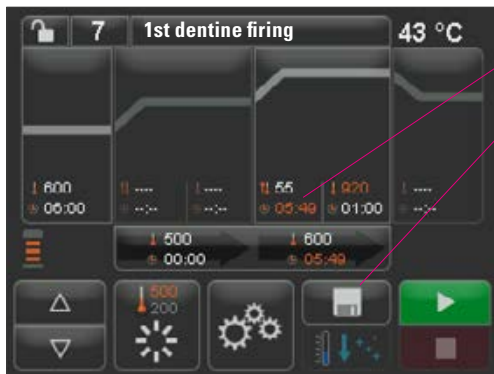 7 1st dentine firing 43 °C
600 ---- ---- 55 920 ----
06:00 --:-- --:-- 05:49 01:00 --:--
500 600
00:00 05:49
500
200